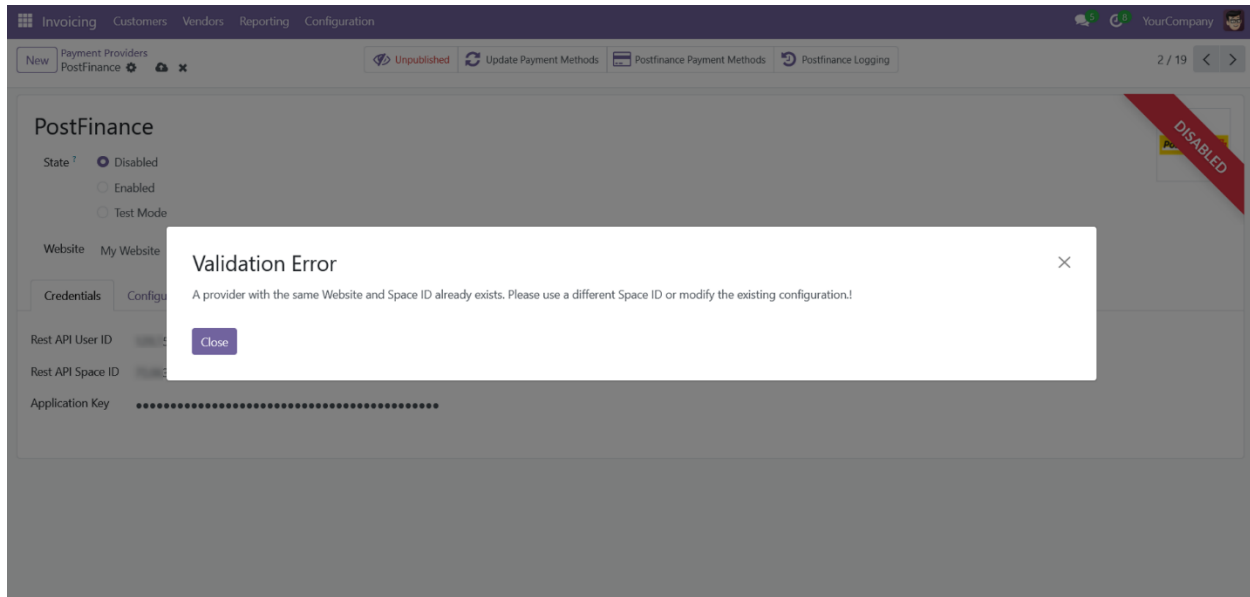 Invoicing Customers Vendors Reporting Configuration 5 8 YourCompany
New Payment Providers
PostFinance
Unpublished Update Payment Methods Postfinance Payment Methods Postfinance Logging 2 / 19
PostFinance
DISABLED
State ? Disabled
Enabled
Test Mode
Website My Website
Validation Error
A provider with the same Website and Space ID already exists. Please use a different Space ID or modify the existing configuration.!
Close
Credentials Configu
Rest API User ID
Rest API Space ID
Application Key ••••••••••••••••••••••••••••••••••••••••••••